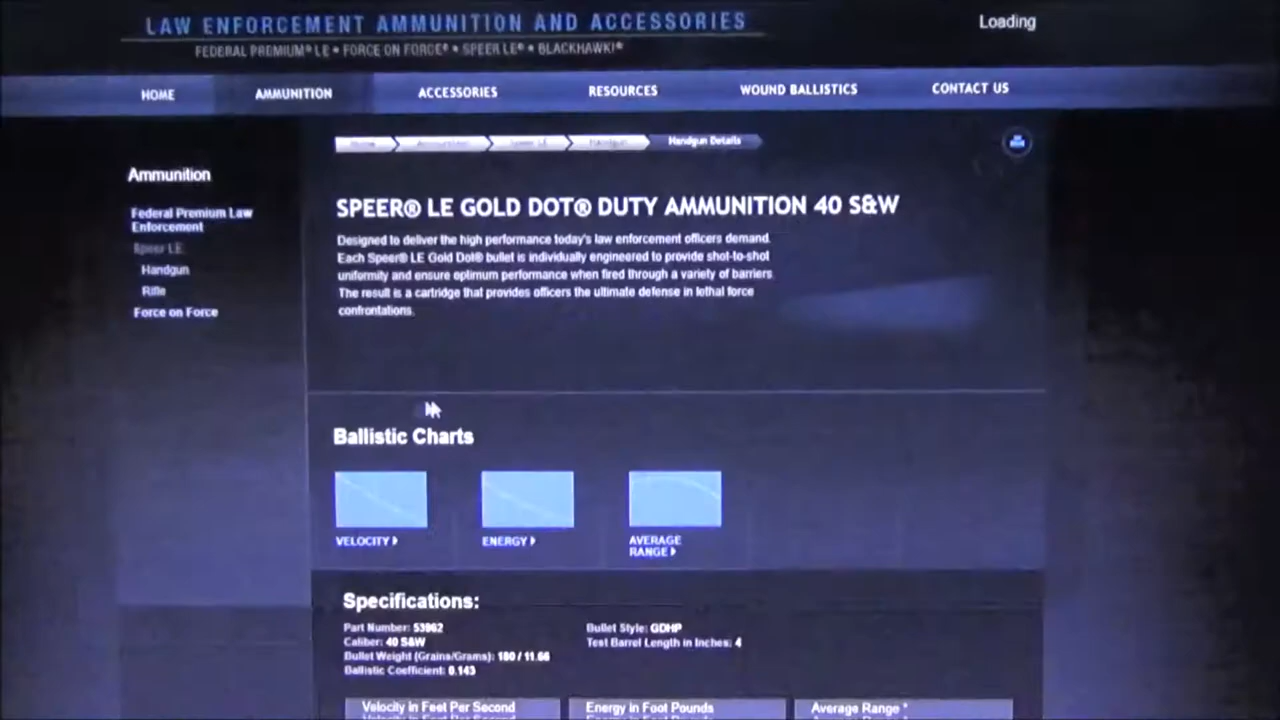 LAW ENFORCEMENT AMMUNITION AND ACCESSORIES
Loading
FEDERAL PREMIUM® LE • FORCE ON FORCE® • SPEER LE® • BLACKHAWK!®
HOME
AMMUNITION
ACCESSORIES
RESOURCES
WOUND BALLISTICS
CONTACT US
Home
Ammunition
Speer LE
Handgun
Handgun Details
Ammunition
Federal Premium Law
Enforcement
Speer LE
Handgun
Rifle
Force on Force
SPEER® LE GOLD DOT® DUTY AMMUNITION 40 S&W
Designed to deliver the high performance today's law enforcement officers demand.
Each Speer® LE Gold Dot® bullet is individually engineered to provide shot-to-shot
uniformity and ensure optimum performance when fired through a variety of barriers.
The result is a cartridge that provides officers the ultimate defense in lethal force
confrontations.
Ballistic Charts
VELOCITY
ENERGY
AVERAGE
RANGE
Specifications:
Part Number: 53962
Caliber: 40 S&W
Bullet Weight (Grains/Grams): 180 / 11.66
Ballistic Coefficient: 0.143
Bullet Style: GDHP
Test Barrel Length in Inches: 4
Velocity in Feet Per Second
Energy in Foot Pounds
Average Range *